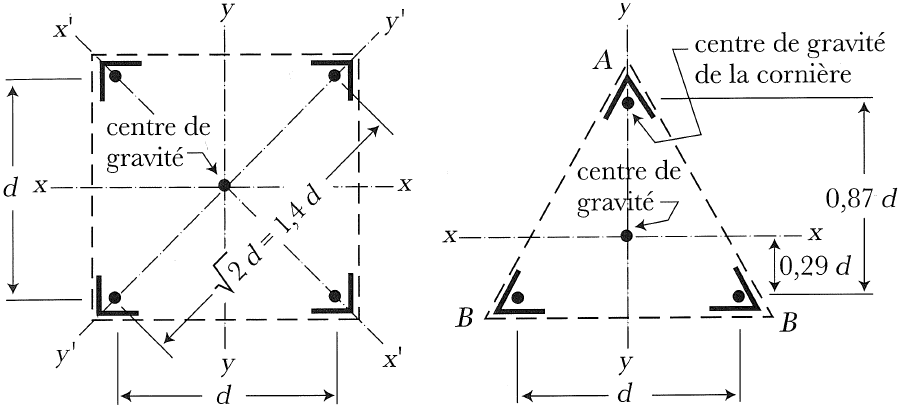 y
x'
y'
centre de
gravité
d
x
x
√2 d = 1,4 d
y'
y
x'
d
y
A
centre de gravité
de la cornière
centre de
gravité
0,87 d
x
x
0,29 d
B
B
y
d